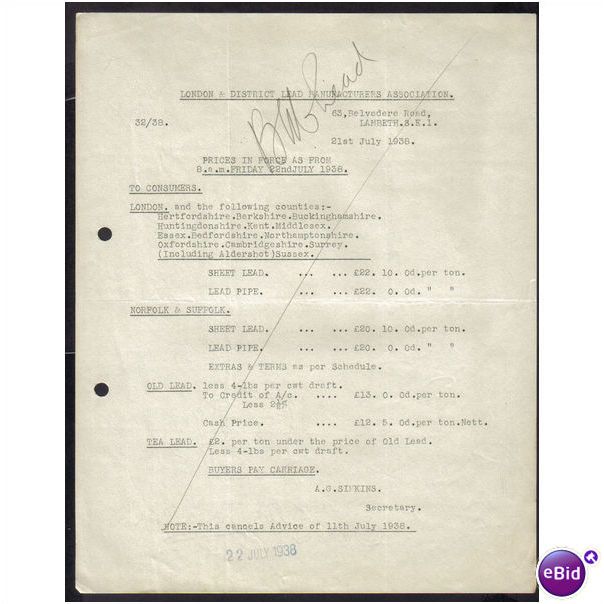 LONDON & DISTRICT LEAD MANUFACTURERS ASSOCIATION.
63, Belvedere Road,
32/38. LAMBETH.S.E.1.
21st July 1938.
PRICES IN FORCE AS FROM
8.a.m.FRIDAY 22ndJULY 1938.
TO CONSUMERS.
LONDON. and the following counties:-
Hertfordshire.Berkshire.Buckinghamshire.
Huntingdonshire.Kent.Middlesex.
Essex.Bedfordshire.Northamptonshire.
Oxfordshire.Cambridgeshire.Surrey.
(Including Aldershot)Sussex.
SHEET LEAD. ... ... £22. 10. 0d.per ton.
LEAD PIPE. ... ... £22. 0. 0d. " "
NORFOLK & SUFFOLK.
SHEET LEAD. ... ... £20. 10. 0d.per ton.
LEAD PIPE. ... ... £20. 0. 0d. " "
EXTRAS & TERMS as per Schedule.
OLD LEAD. less 4-lbs per cwt draft.
To Credit of A/c. .... £13. 0. 0d.per ton.
Less
Cash Price. .... £12. 5. 0d.per ton.Nett.
TEA LEAD. £2. per ton under the price of Old Lead.
Less 4-lbs per cwt draft.
BUYERS PAY CARRIAGE.
A.G.SIMKINS.
Secretary.
NOTE:-This cancels Advice of 11th July 1938.
22 JULY 1938
eBid